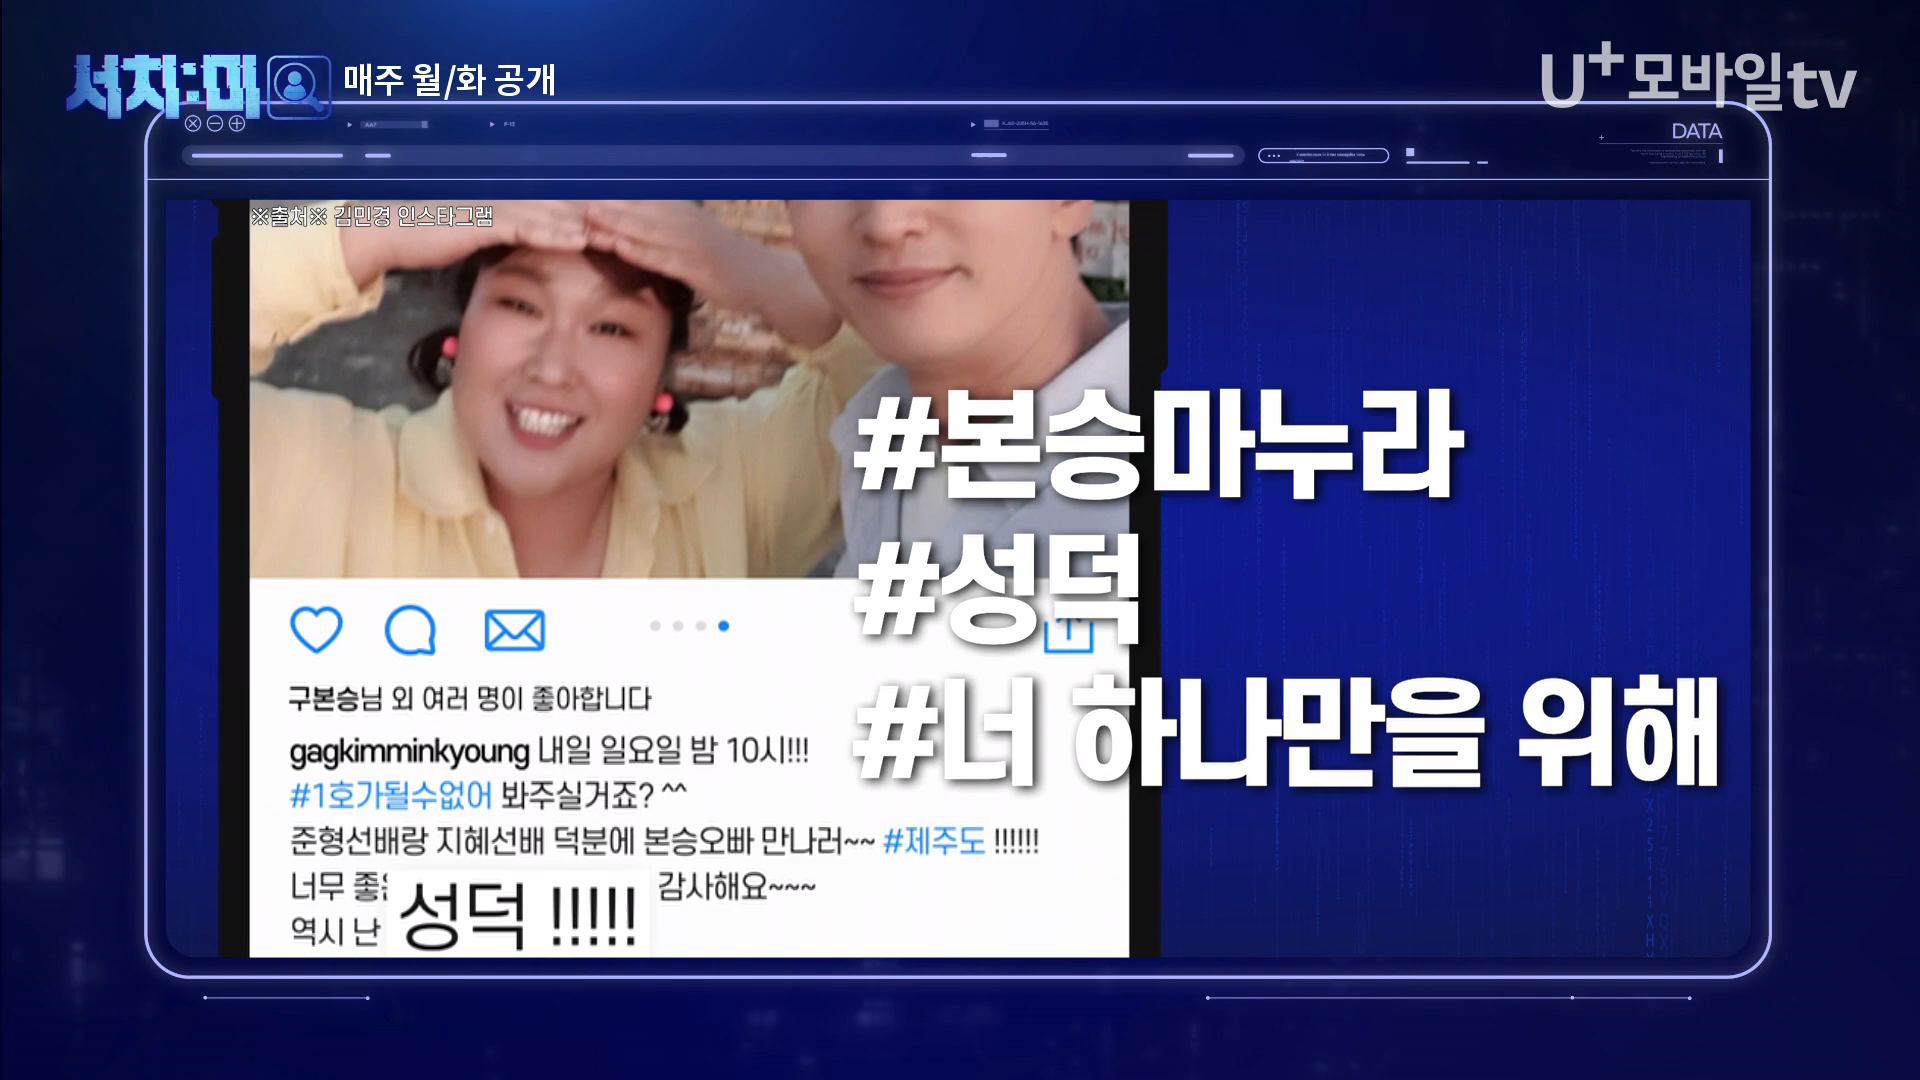 서치:미 매주 월/화 공개
U+모바일tv
DATA
※출처※ 김민경 인스타그램
#본승마누라
#성덕
#너 하나만을 위해
구본승님 외 여러 명이 좋아합니다
gagkimminkyoung 내일 일요일 밤 10시!!!
#1호가될수없어 봐주실거죠? ^^
준형선배랑 지혜선배 덕분에 본승오빠 만나러~~ #제주도 !!!!!!
너무 감사해요~~~
역시 난 성덕 !!!!!